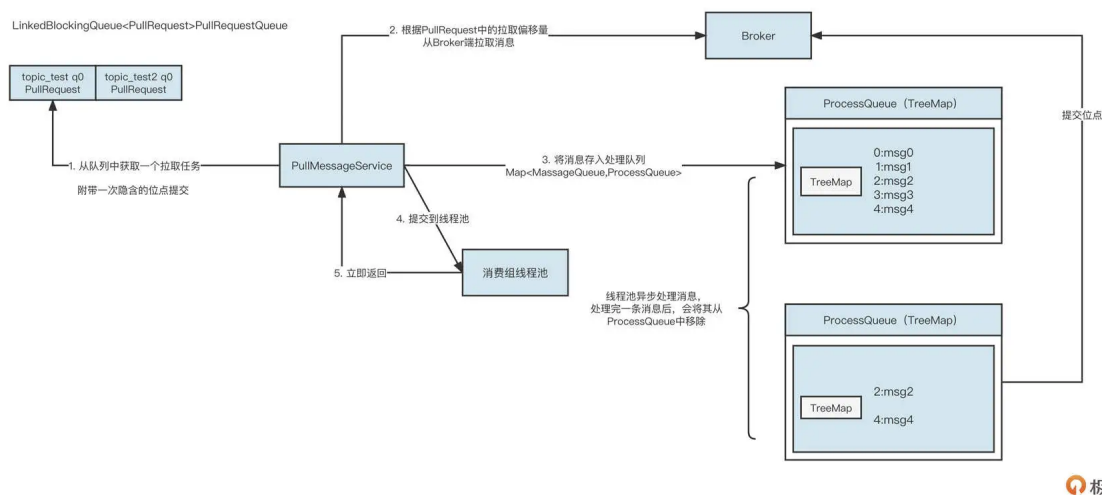 LinkedBlockingQueue<PullRequest>PullRequestQueue
topic_test q0
PullRequest
topic_test2 q0
PullRequest
1. 从队列中获取一个拉取任务
附带一次隐含的位点提交
PullMessageService
2. 根据PullRequest中的拉取偏移量
从Broker端拉取消息
Broker
提交位点
3. 将消息存入处理队列
Map<MassageQueue,ProcessQueue>
ProcessQueue（TreeMap）
TreeMap
0:msg0
1:msg1
2:msg2
3:msg3
4:msg4
4. 提交到线程池
5. 立即返回
消费组线程池
线程池异步处理消息，
处理完一条消息后，会将其从
ProcessQueue中移除
ProcessQueue（TreeMap）
TreeMap
2:msg2
4:msg4
极